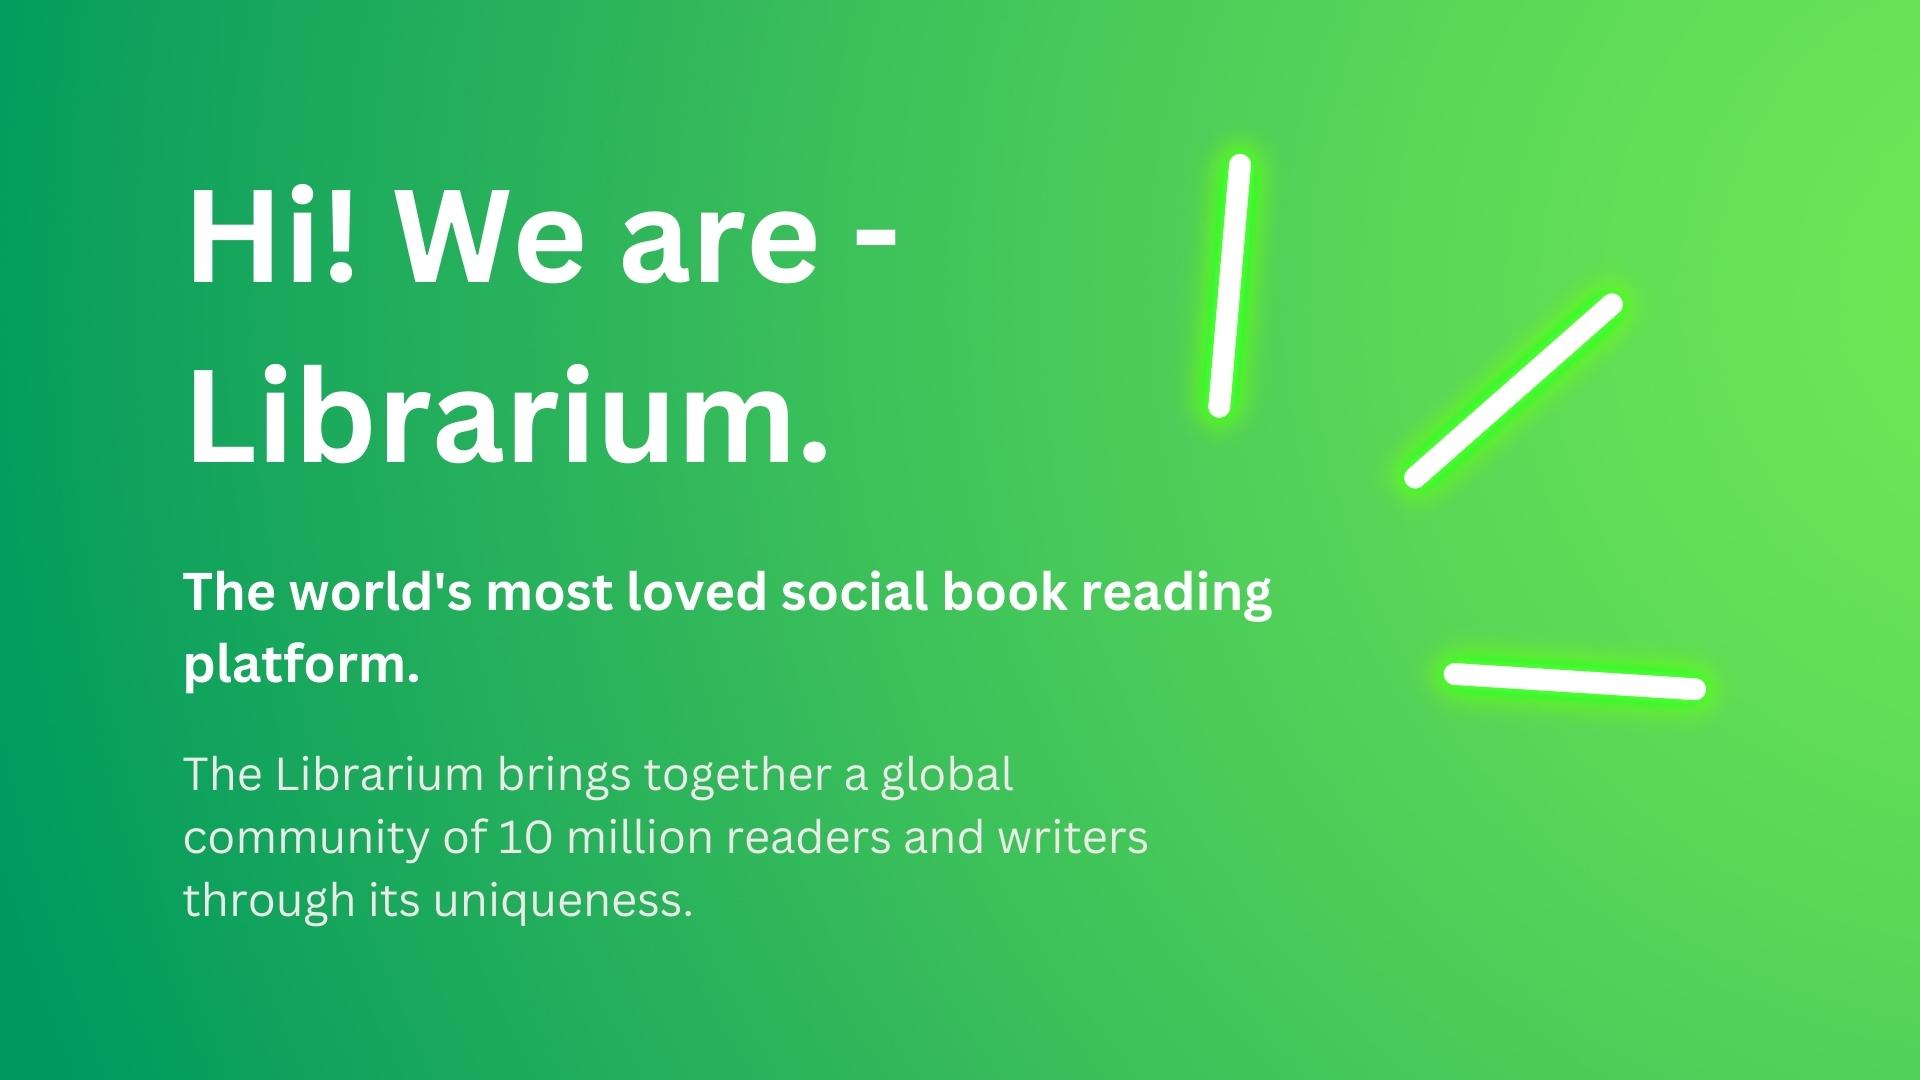 Hi! We are -
Librarium.
The world's most loved social book reading
platform.
The Librarium brings together a global
community of 10 million readers and writers
through its uniqueness.